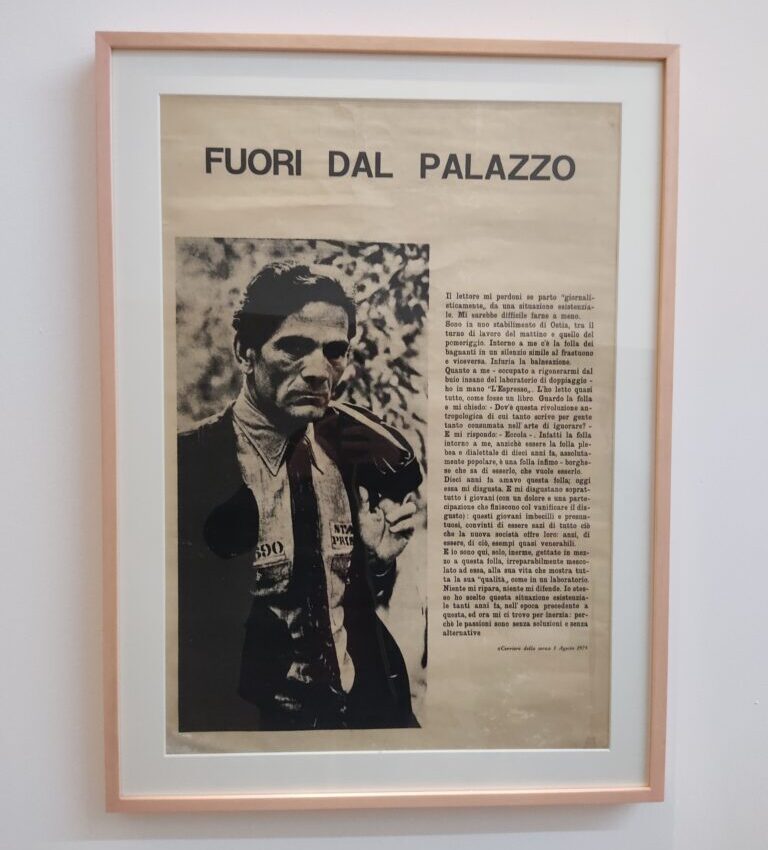 FUORI DAL PALAZZO
Il lettore mi perdoni se parto "giornali-
sticamente„ da una situazione esistenzia-
le. Mi sarebbe difficile farne a meno.
Sono in uno stabilimento di Ostia, tra il
turno di lavoro del mattino e quello del
pomeriggio. Intorno a me c'è la folla dei
bagnanti in un silenzio simile al frastuono
e viceversa. Infuria la balneazione.
Quanto a me - occupato a rigenerarmi dal
buio insano del laboratorio di doppiaggio -
ho in mano "L'Espresso„. L'ho letto quasi
tutto, come fosse un libro. Guardo la folla
e mi chiedo: - Dov'è questa rivoluzione an-
tropologica di cui tanto scrivo per gente
tanto consumata nell'arte di ignorare? -
E mi rispondo: - Eccola -. Infatti la folla
intorno a me, anzichè essere la folla ple-
bea e dialettale di dieci anni fa, assoluta-
mente popolare, è una folla infimo - borghe-
se che sa di esserlo, che vuole esserlo.
Dieci anni fa amavo questa folla; oggi
essa mi disgusta. E mi disgustano soprat-
tutto i giovani (con un dolore e una parte-
cipazione che finiscono col vanificare il dis-
gusto): questi giovani imbecilli e presun-
tuosi, convinti di essere sazi di tutto ciò
che la nuova società offre loro: anzi, di
essere, di ciò, esempi quasi venerabili.
E io sono qui, solo, inerme, gettato in mez-
zo a questa folla, irreparabilmente mesco-
lato ad essa, alla sua vita che mostra tut-
ta la sua "qualità„ come in un laboratorio.
Niente mi ripara, niente mi difende. Io stes-
so ho scelto questa situazione esistenzia-
le tanti anni fa, nell'epoca precedente a
questa, ed ora mi ci trovo per inerzia: per-
chè le passioni sono senza soluzioni e senza
alternative
«Corriere della sera» 1 Agosto 1975
690